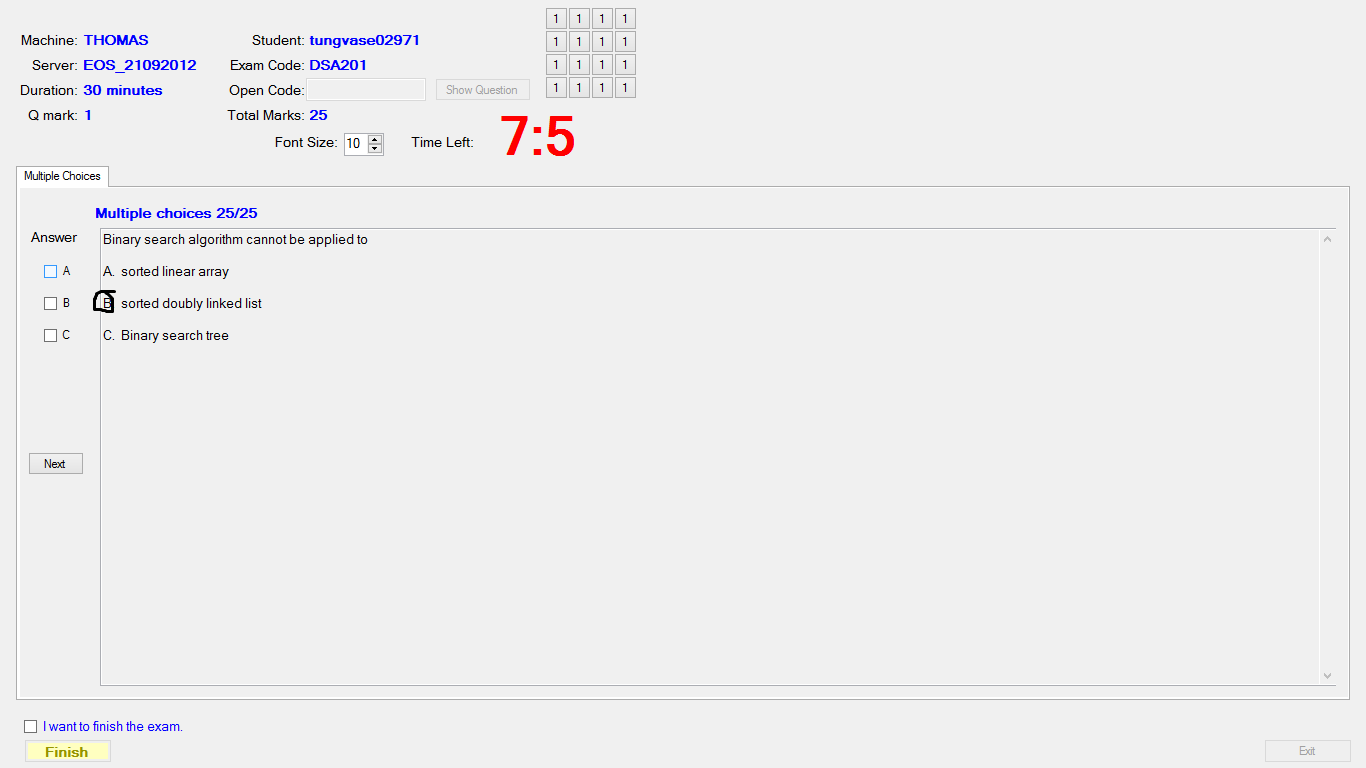 Machine: THOMAS Student: tungvase02971
Server: EOS_21092012 Exam Code: DSA201
Duration: 30 minutes Open Code: Show Question
Q mark: 1 Total Marks: 25
Font Size: 10 Time Left: 7:5
1 1 1 1
1 1 1 1
1 1 1 1
1 1 1 1
Multiple Choices
Multiple choices 25/25
Answer
Binary search algorithm cannot be applied to
A A. sorted linear array
B B. sorted doubly linked list
C C. Binary search tree
Next
I want to finish the exam.
Finish Exit